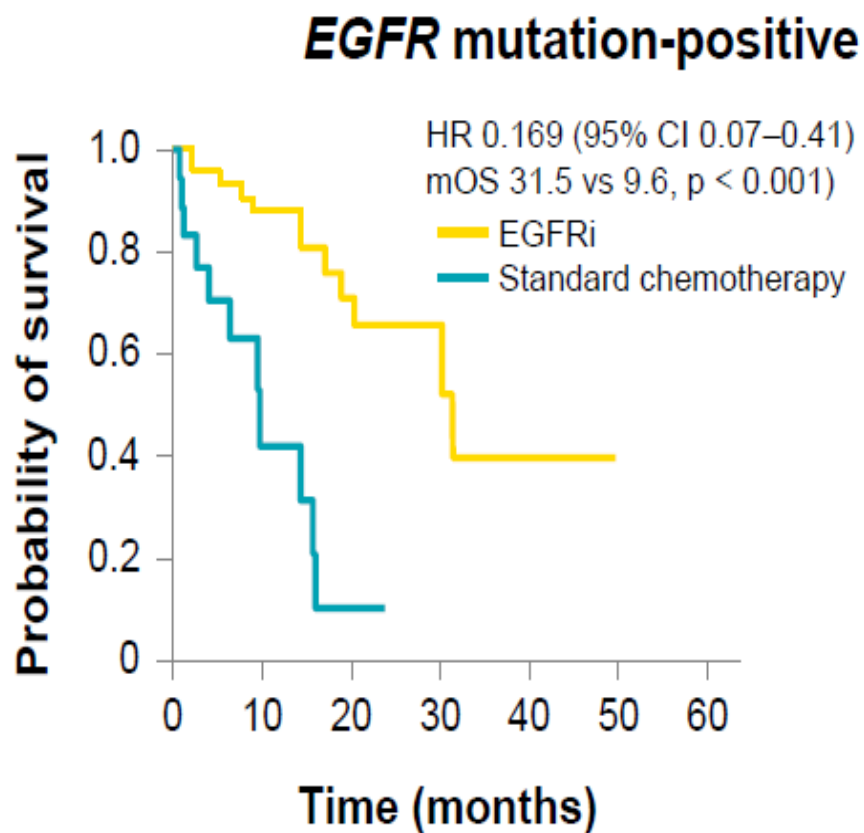 EGFR mutation-positive
HR 0.169 (95% CI 0.07–0.41)
mOS 31.5 vs 9.6, p < 0.001)
EGFRi
Standard chemotherapy
Probability of survival
1.0
0.8
0.6
0.4
0.2
0
0 10 20 30 40 50 60
Time (months)